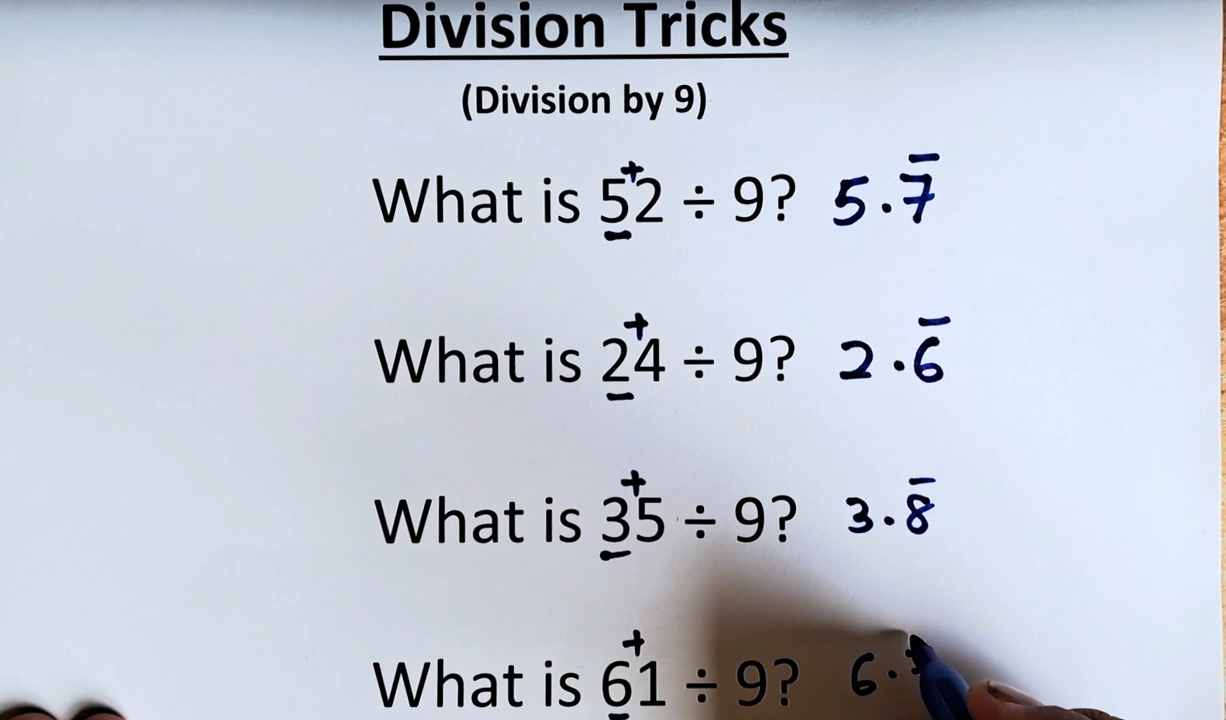 Division Tricks
(Division by 9)
+
What is 52 ÷ 9? 5.7̅
+
What is 24 ÷ 9? 2.6̅
+
What is 35 ÷ 9? 3.8̅
+
What is 61 ÷ 9? 6.